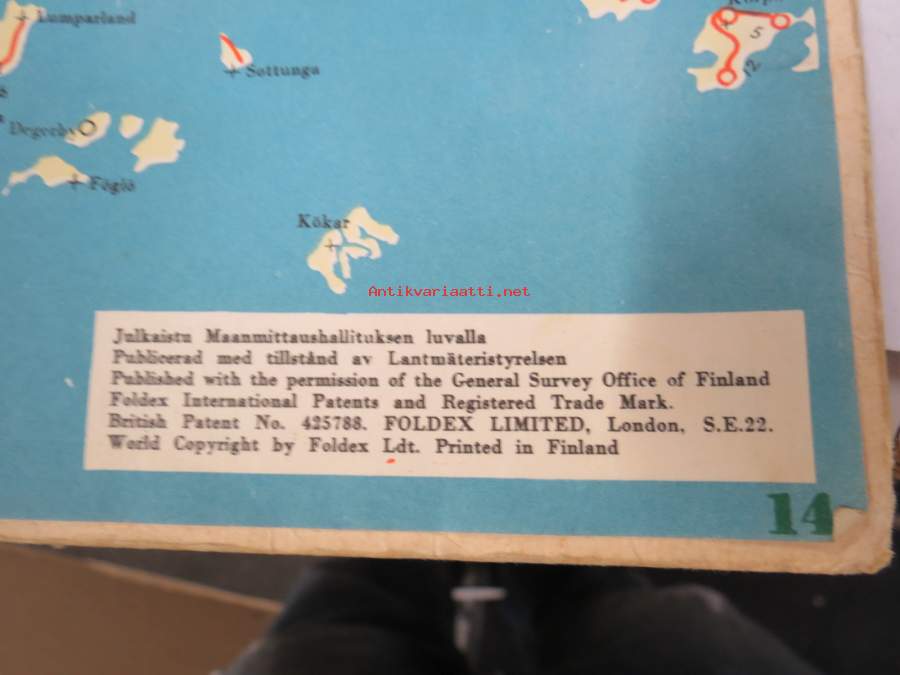 Lumparland
Sottunga
5
12
Degerby
Föglö
Kökar
Antikvariaatti.net
Julkaistu Maanmittaushallituksen luvalla
Publicerad med tillstånd av Lantmäteristyrelsen
Published with the permission of the General Survey Office of Finland
Foldex International Patents and Registered Trade Mark.
British Patent No. 425788. FOLDEX LIMITED, London, S.E.22.
World Copyright by Foldex Ldt. Printed in Finland
14